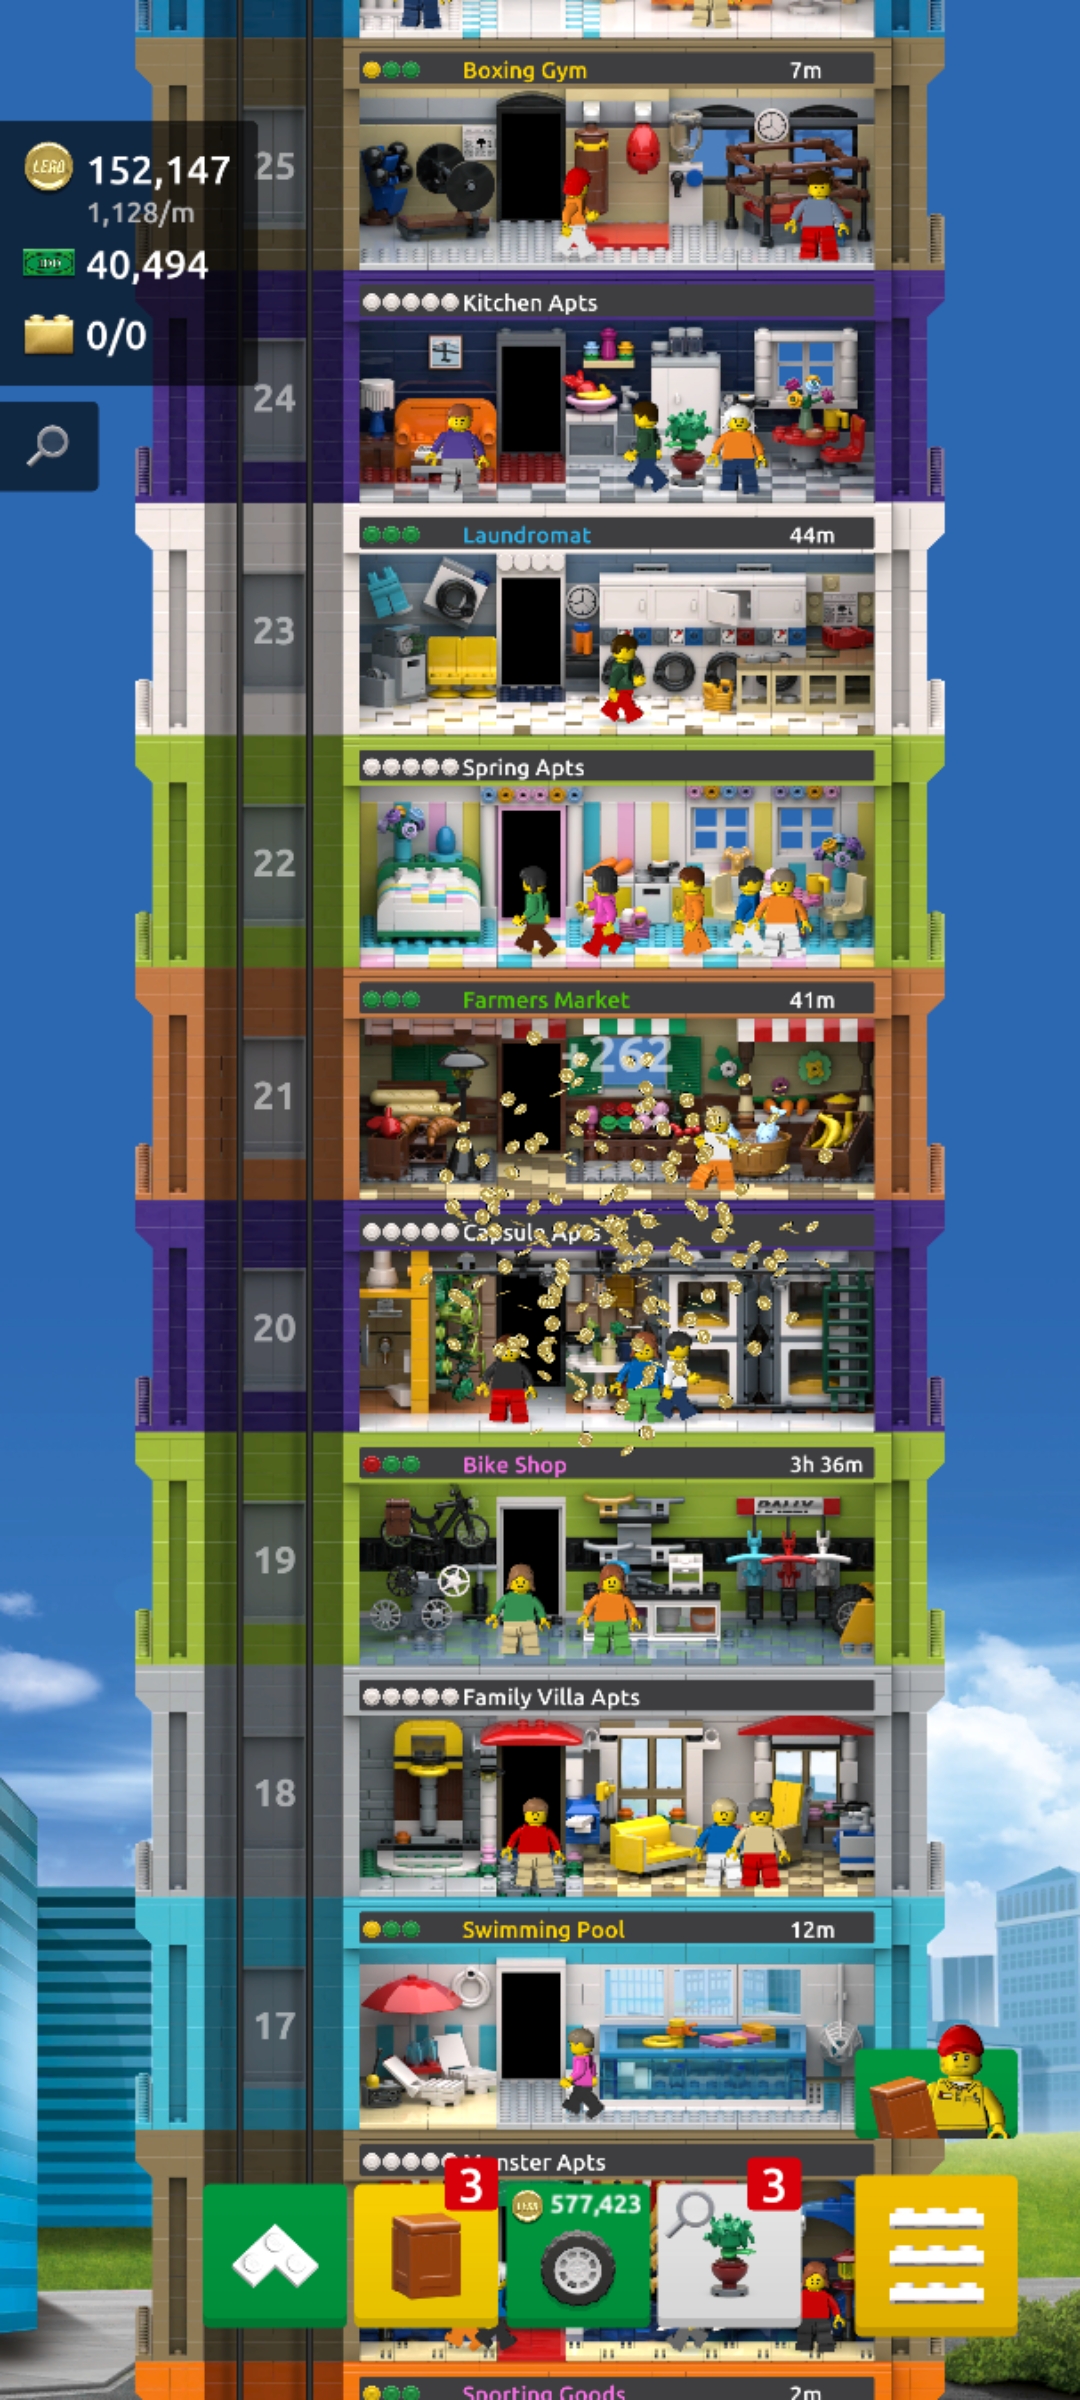 Boxing Gym 7m
25
LEGO 152,147
1,128/m
40,494
0/0
Kitchen Apts
24
Laundromat 44m
23
Spring Apts
22
Farmers Market 41m
+262
21
Capsule Apts
20
Bike Shop 3h 36m
RALLY
19
Family Villa Apts
18
Swimming Pool 12m
17
nster Apts
3
577,423
3
Sporting Goods 2m